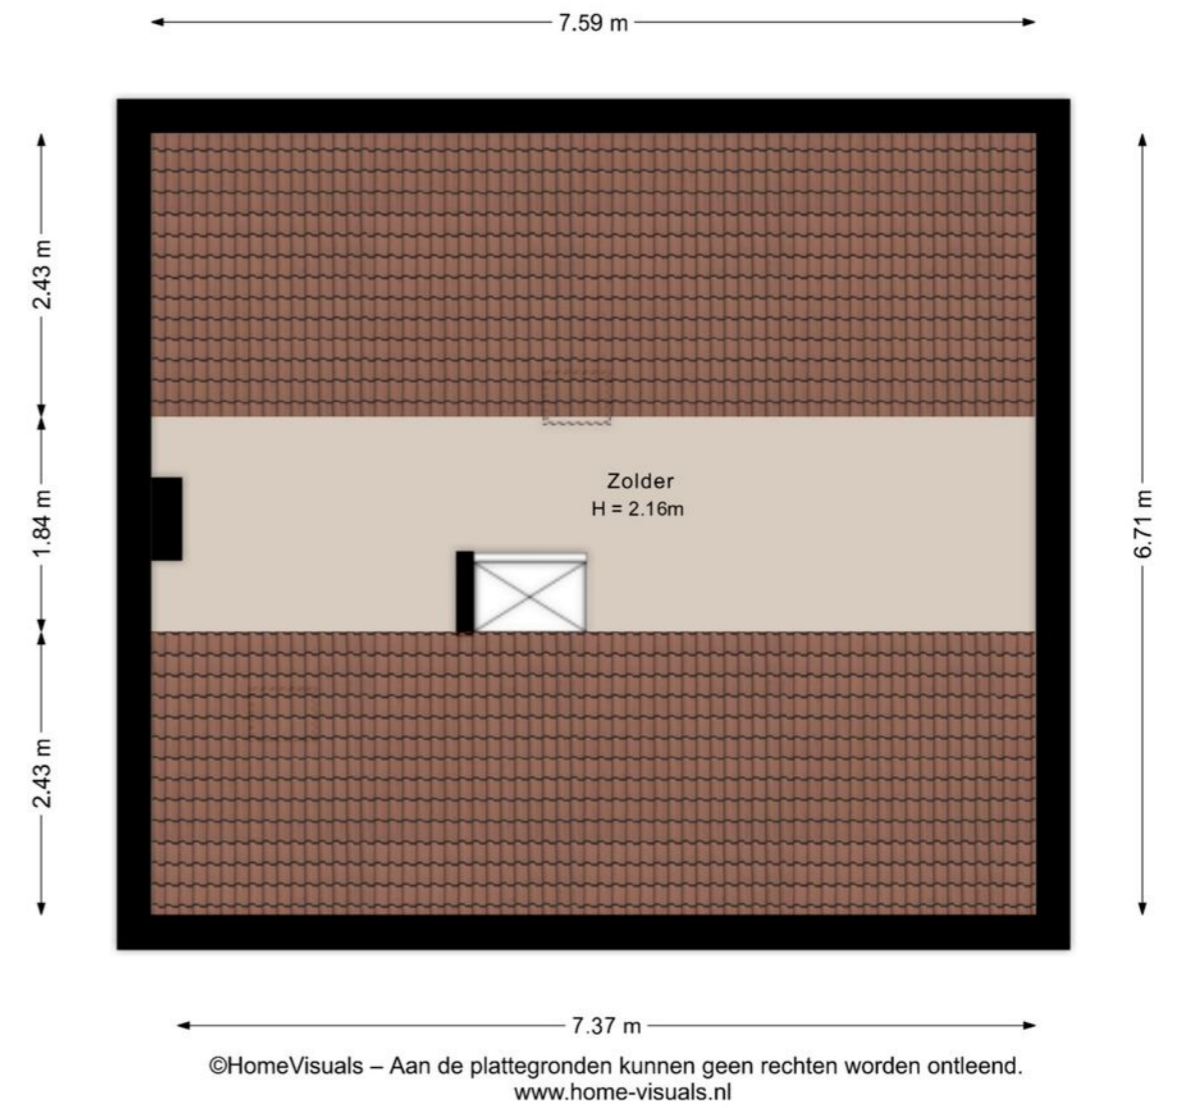 7.59 m
2.43 m
1.84 m
2.43 m
6.71 m
Zolder
H = 2.16m
7.37 m
©HomeVisuals – Aan de plattegronden kunnen geen rechten worden ontleend.
www.home-visuals.nl